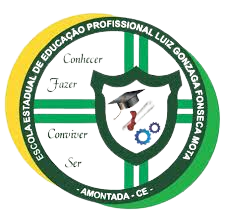 ESCOLA ESTADUAL DE EDUCAÇÃO PROFISSIONAL LUIZ GONZAGA FONSECA MOTA
Conhecer
Fazer
Conviver
Ser
- AMONTADA - CE -